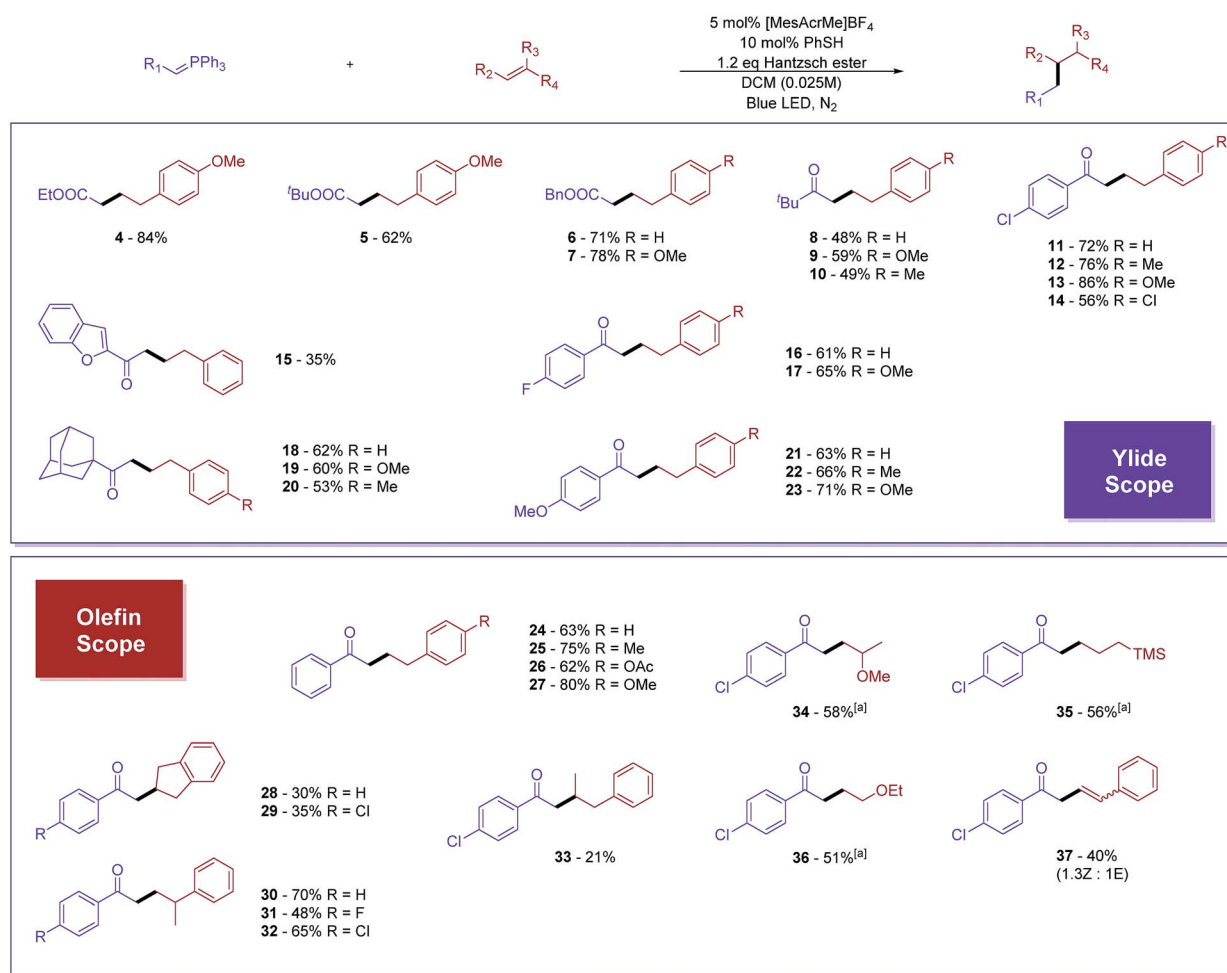 R1
PPh3
+
R2
R3
R4
5 mol% [MesAcrMe]BF4
10 mol% PhSH
1.2 eq Hantzsch ester
DCM (0.025M)
Blue LED, N2
R3
R2
R4
R1
EtOOC
OMe
4 - 84%
tBuOOC
OMe
5 - 62%
BnOOC
R
6 - 71% R = H
7 - 78% R = OMe
O
tBu
R
8 - 48% R = H
9 - 59% R = OMe
10 - 49% R = Me
O
Cl
R
11 - 72% R = H
12 - 76% R = Me
13 - 86% R = OMe
14 - 56% R = Cl
O
O
15 - 35%
O
F
R
16 - 61% R = H
17 - 65% R = OMe
O
R
18 - 62% R = H
19 - 60% R = OMe
20 - 53% R = Me
O
MeO
R
21 - 63% R = H
22 - 66% R = Me
23 - 71% R = OMe
Ylide
Scope
Olefin
Scope
O
R
24 - 63% R = H
25 - 75% R = Me
26 - 62% R = OAc
27 - 80% R = OMe
O
Cl
OMe
34 - 58%[a]
O
Cl
TMS
35 - 56%[a]
O
R
28 - 30% R = H
29 - 35% R = Cl
O
Cl
33 - 21%
O
Cl
OEt
36 - 51%[a]
O
Cl
37 - 40%
(1.3Z : 1E)
O
R
30 - 70% R = H
31 - 48% R = F
32 - 65% R = Cl